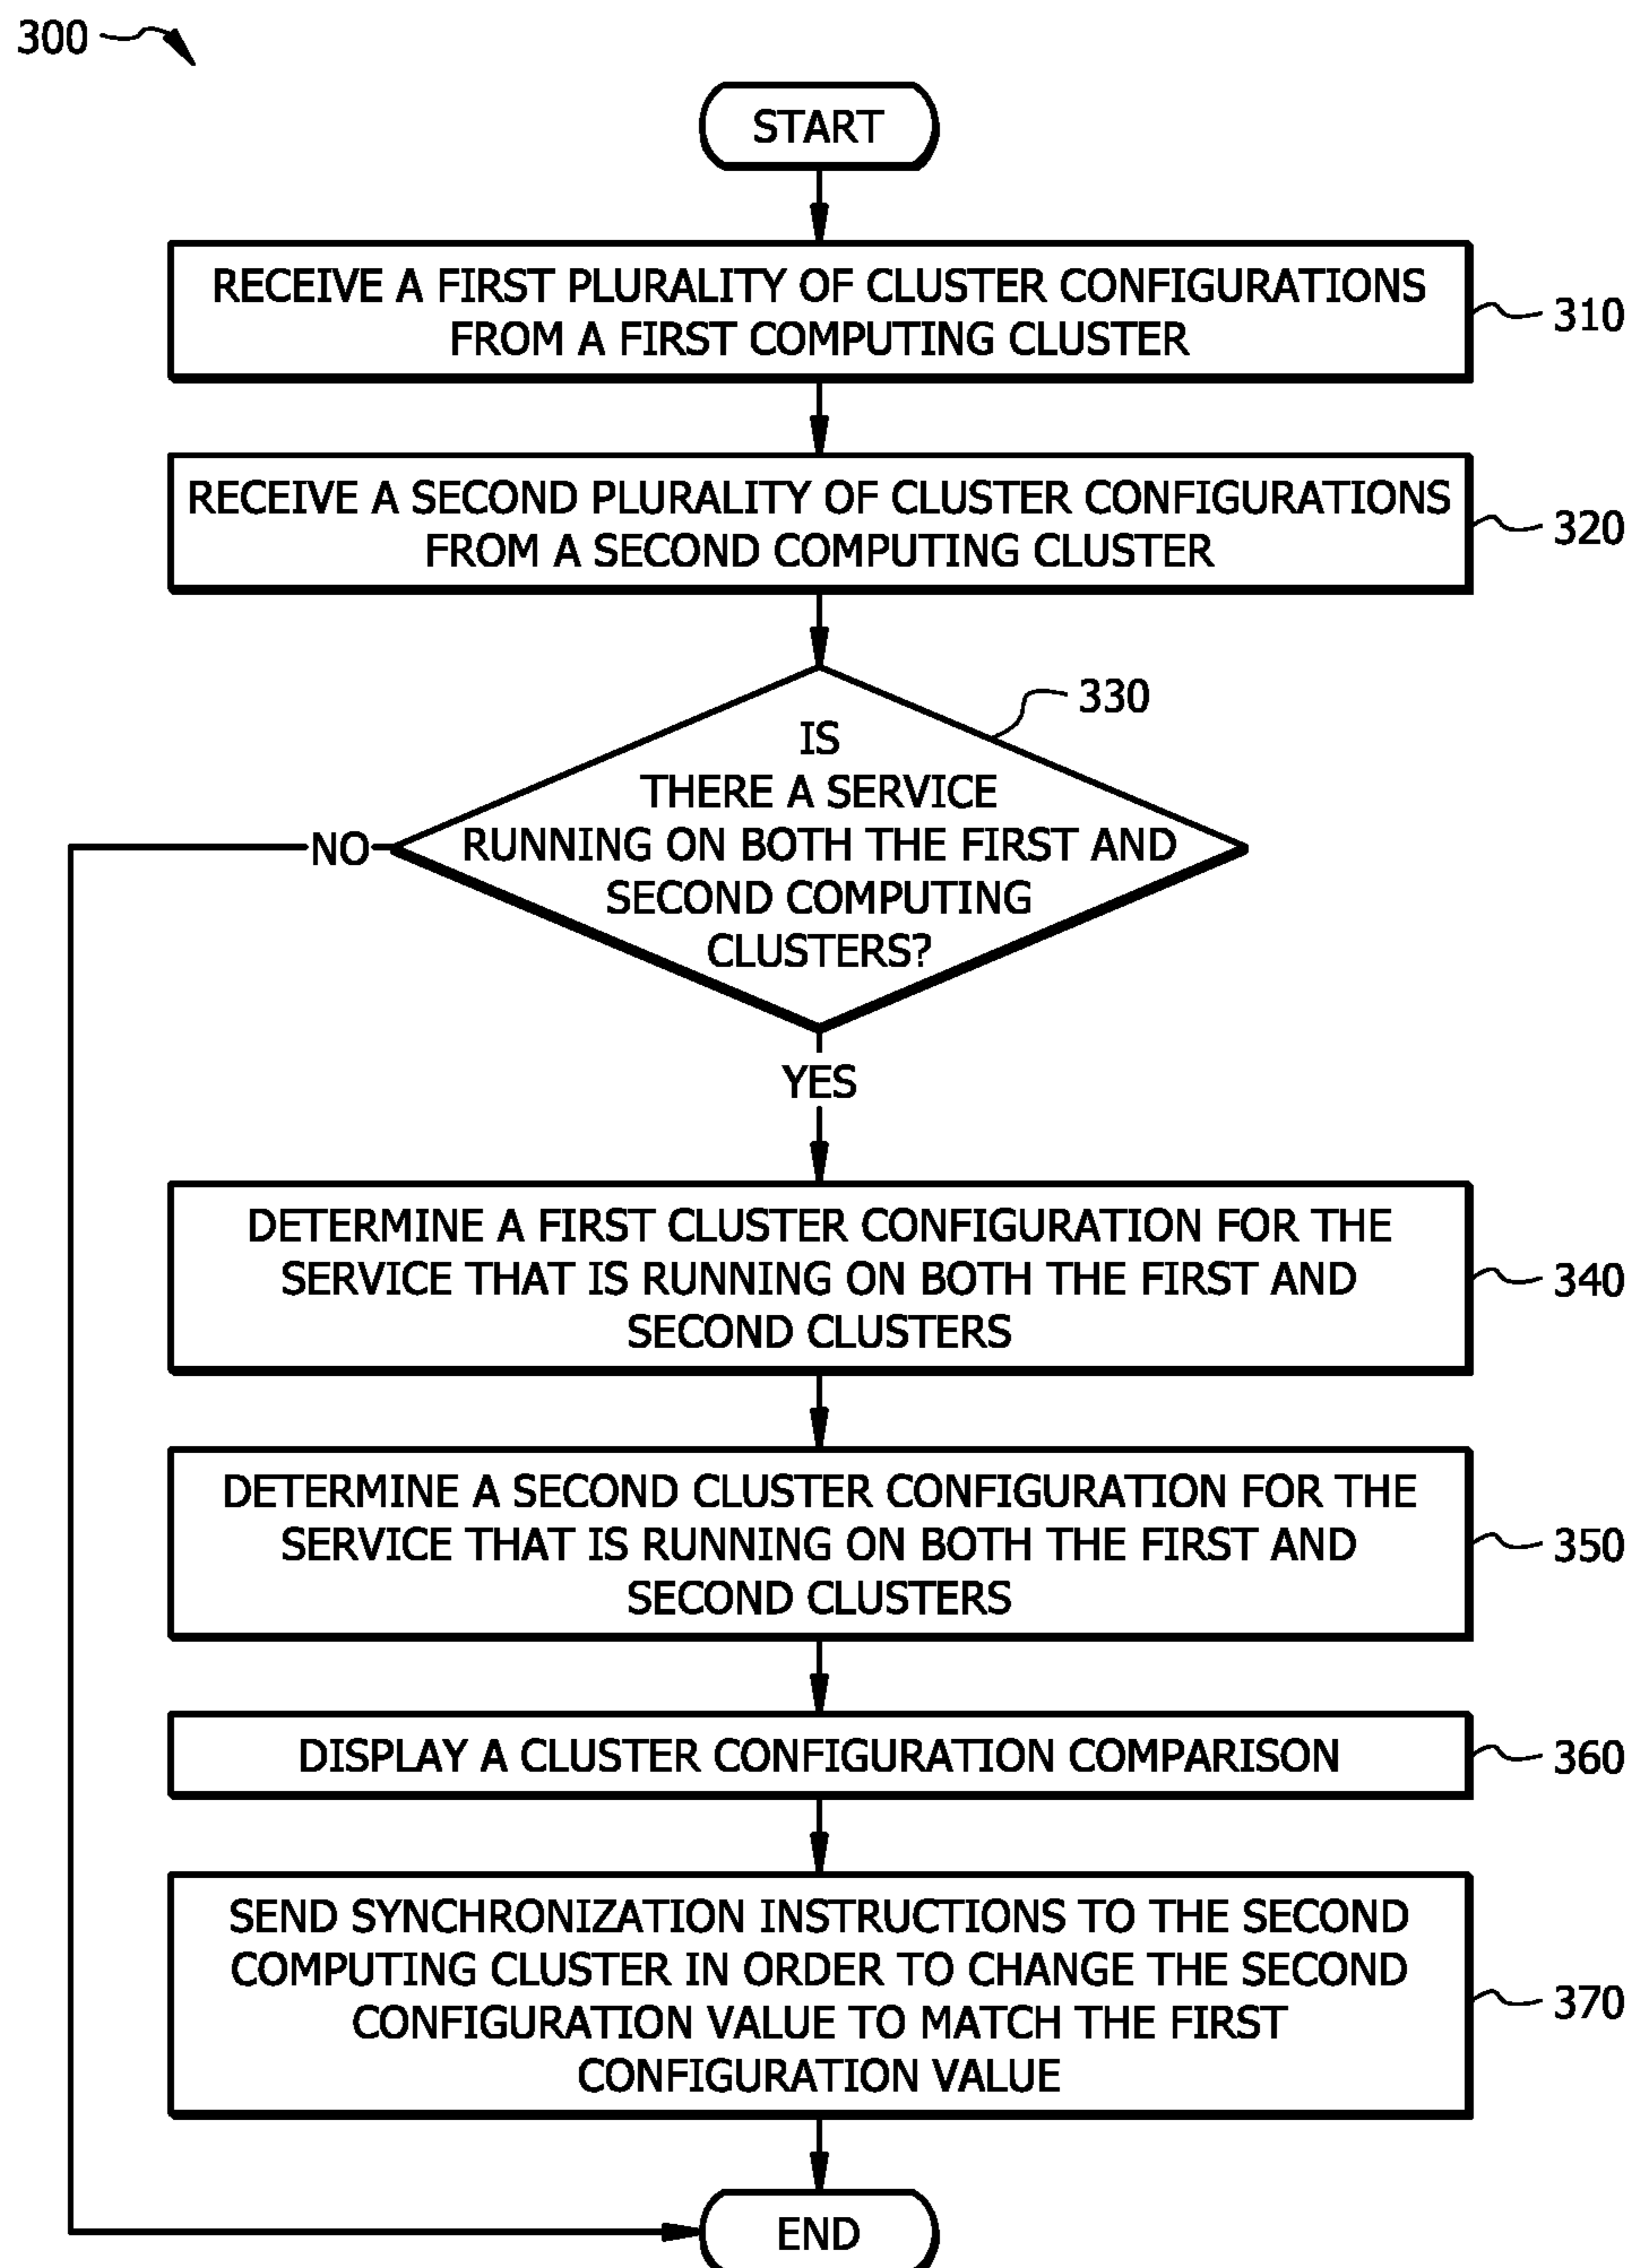 300
START
RECEIVE A FIRST PLURALITY OF CLUSTER CONFIGURATIONS
FROM A FIRST COMPUTING CLUSTER
310
RECEIVE A SECOND PLURALITY OF CLUSTER CONFIGURATIONS
FROM A SECOND COMPUTING CLUSTER
320
330
IS
THERE A SERVICE
RUNNING ON BOTH THE FIRST AND
SECOND COMPUTING
CLUSTERS?
NO
YES
DETERMINE A FIRST CLUSTER CONFIGURATION FOR THE
SERVICE THAT IS RUNNING ON BOTH THE FIRST AND
SECOND CLUSTERS
340
DETERMINE A SECOND CLUSTER CONFIGURATION FOR THE
SERVICE THAT IS RUNNING ON BOTH THE FIRST AND
SECOND CLUSTERS
350
DISPLAY A CLUSTER CONFIGURATION COMPARISON
360
SEND SYNCHRONIZATION INSTRUCTIONS TO THE SECOND
COMPUTING CLUSTER IN ORDER TO CHANGE THE SECOND
CONFIGURATION VALUE TO MATCH THE FIRST
CONFIGURATION VALUE
370
END